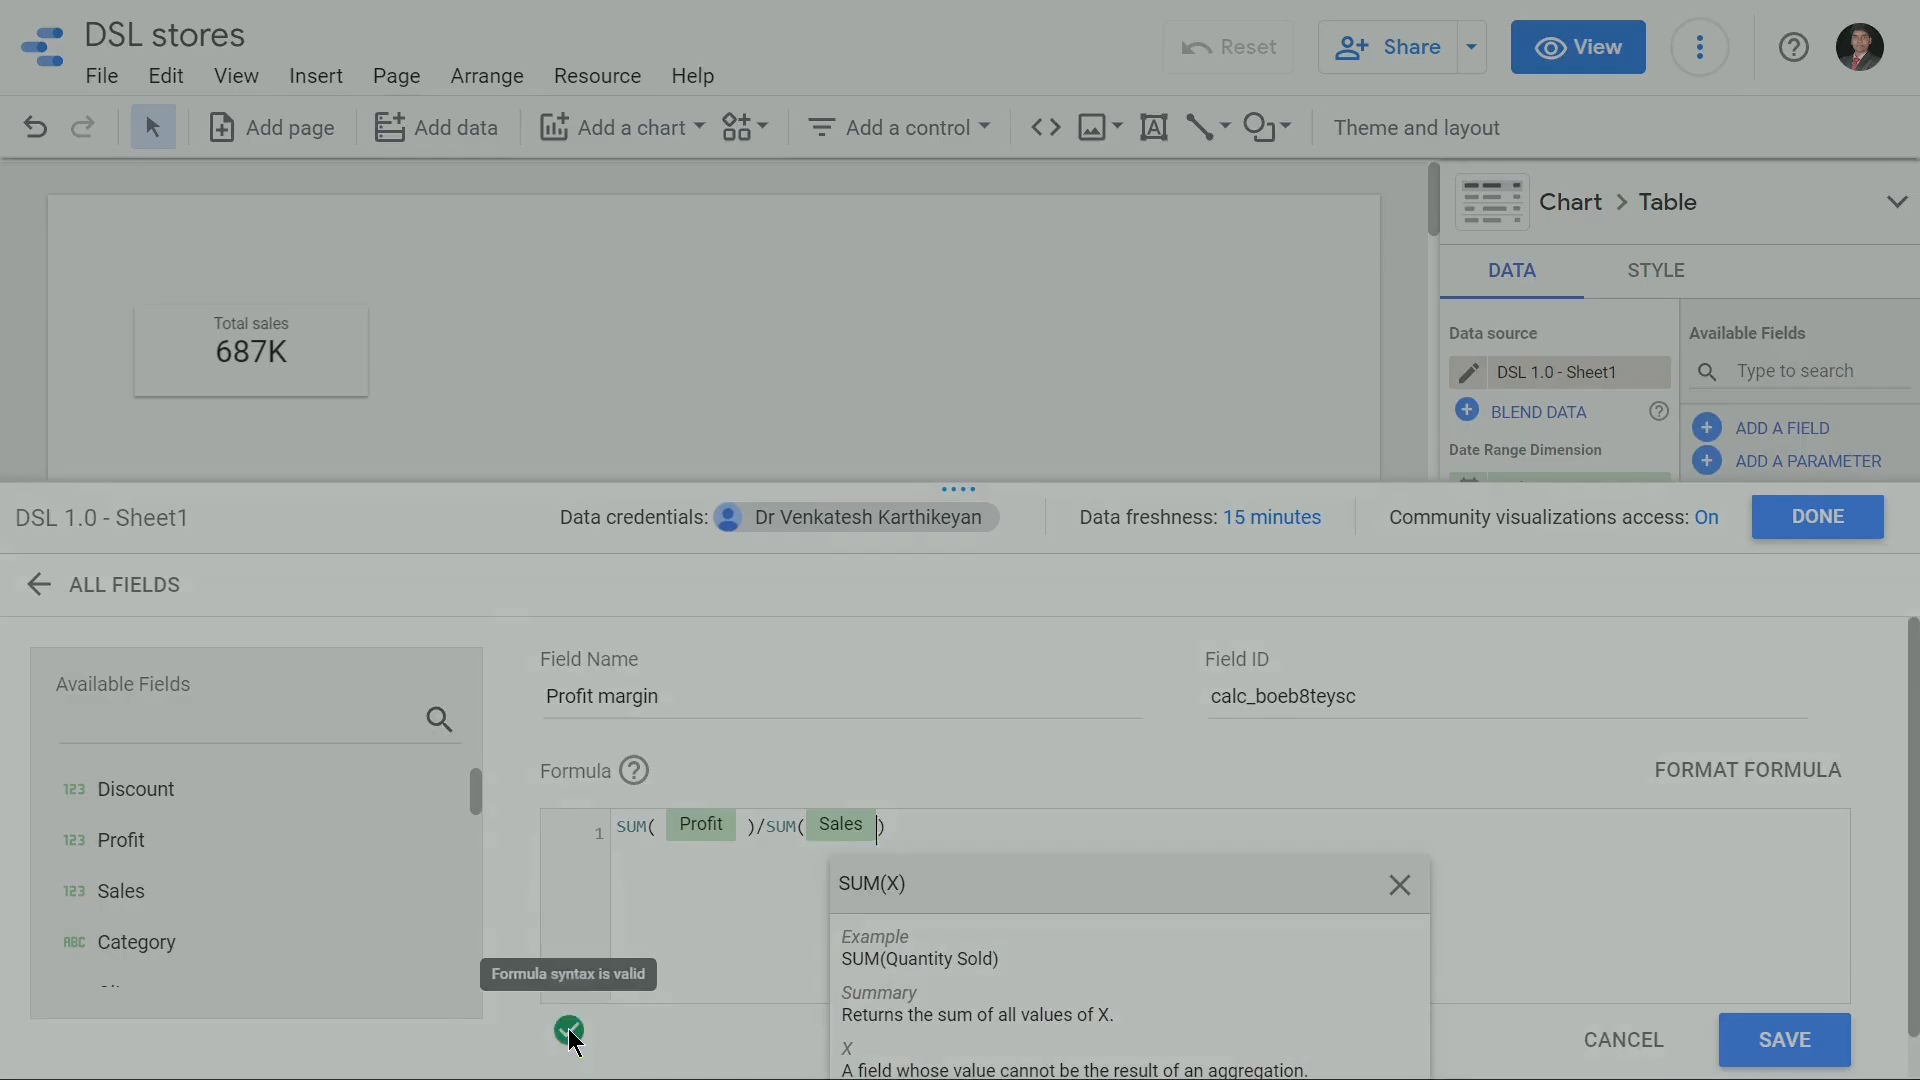 DSL stores
File Edit View Insert Page Arrange Resource Help
Reset
Share
View
Add page
Add data
Add a chart
Add a control
Theme and layout
Chart > Table
DATA STYLE
Total sales
687K
Data source
DSL 1.0 - Sheet1
BLEND DATA
Date Range Dimension
Available Fields
Type to search
ADD A FIELD
ADD A PARAMETER
DSL 1.0 - Sheet1
Data credentials: Dr Venkatesh Karthikeyan
Data freshness: 15 minutes
Community visualizations access: On
DONE
ALL FIELDS
Available Fields
123 Discount
123 Profit
123 Sales
ABC Category
Field Name
Profit margin
Field ID
calc_boeb8teysc
Formula
FORMAT FORMULA
1 SUM( Profit )/SUM( Sales )
SUM(X)
Example
SUM(Quantity Sold)
Summary
Returns the sum of all values of X.
X
A field whose value cannot be the result of an aggregation.
Formula syntax is valid
CANCEL
SAVE